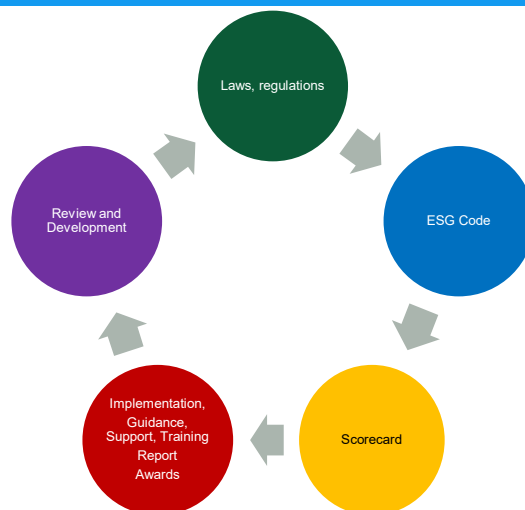 Laws, regulations
ESG Code
Scorecard
Implementation,
Guidance,
Support, Training
Report
Awards
Review and
Development